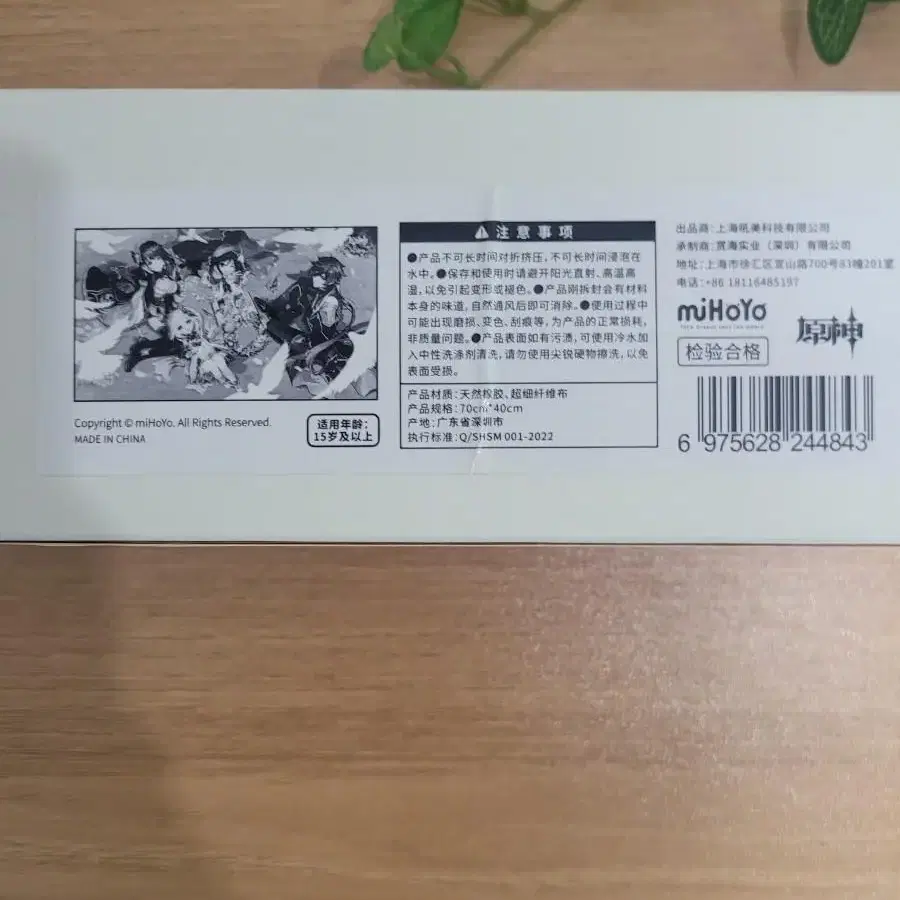 Copyright © miHoYo. All Rights Reserved.
MADE IN CHINA
适用年龄：
15岁及以上
注意事项
●产品不可长时间对折挤压，不可长时间浸泡在
水中。●保存和使用时请避开阳光直射、高温高
湿，以免引起变形或褪色。●产品刚拆封会有材料
本身的味道，自然通风后即可消除。●使用过程中
可能出现磨损、变色、刮痕等，为产品的正常损耗，
非质量问题。●产品表面如有污渍，可使用冷水加
入中性洗涤剂清洗，请勿使用尖锐硬物擦洗，以免
表面受损。
产品材质：天然橡胶、超细纤维布
产品规格：70cm*40cm
产地：广东省深圳市
执行标准：Q/SHSM 001-2022
出品商：上海吼美科技有限公司
承制商：贯海实业（深圳）有限公司
地址：上海市徐汇区宜山路700号83幢201室
电话：+86 18116485197
miHoYo
TECH OTAKUS SAVE THE WORLD
原神
检验合格
6 975628 244843